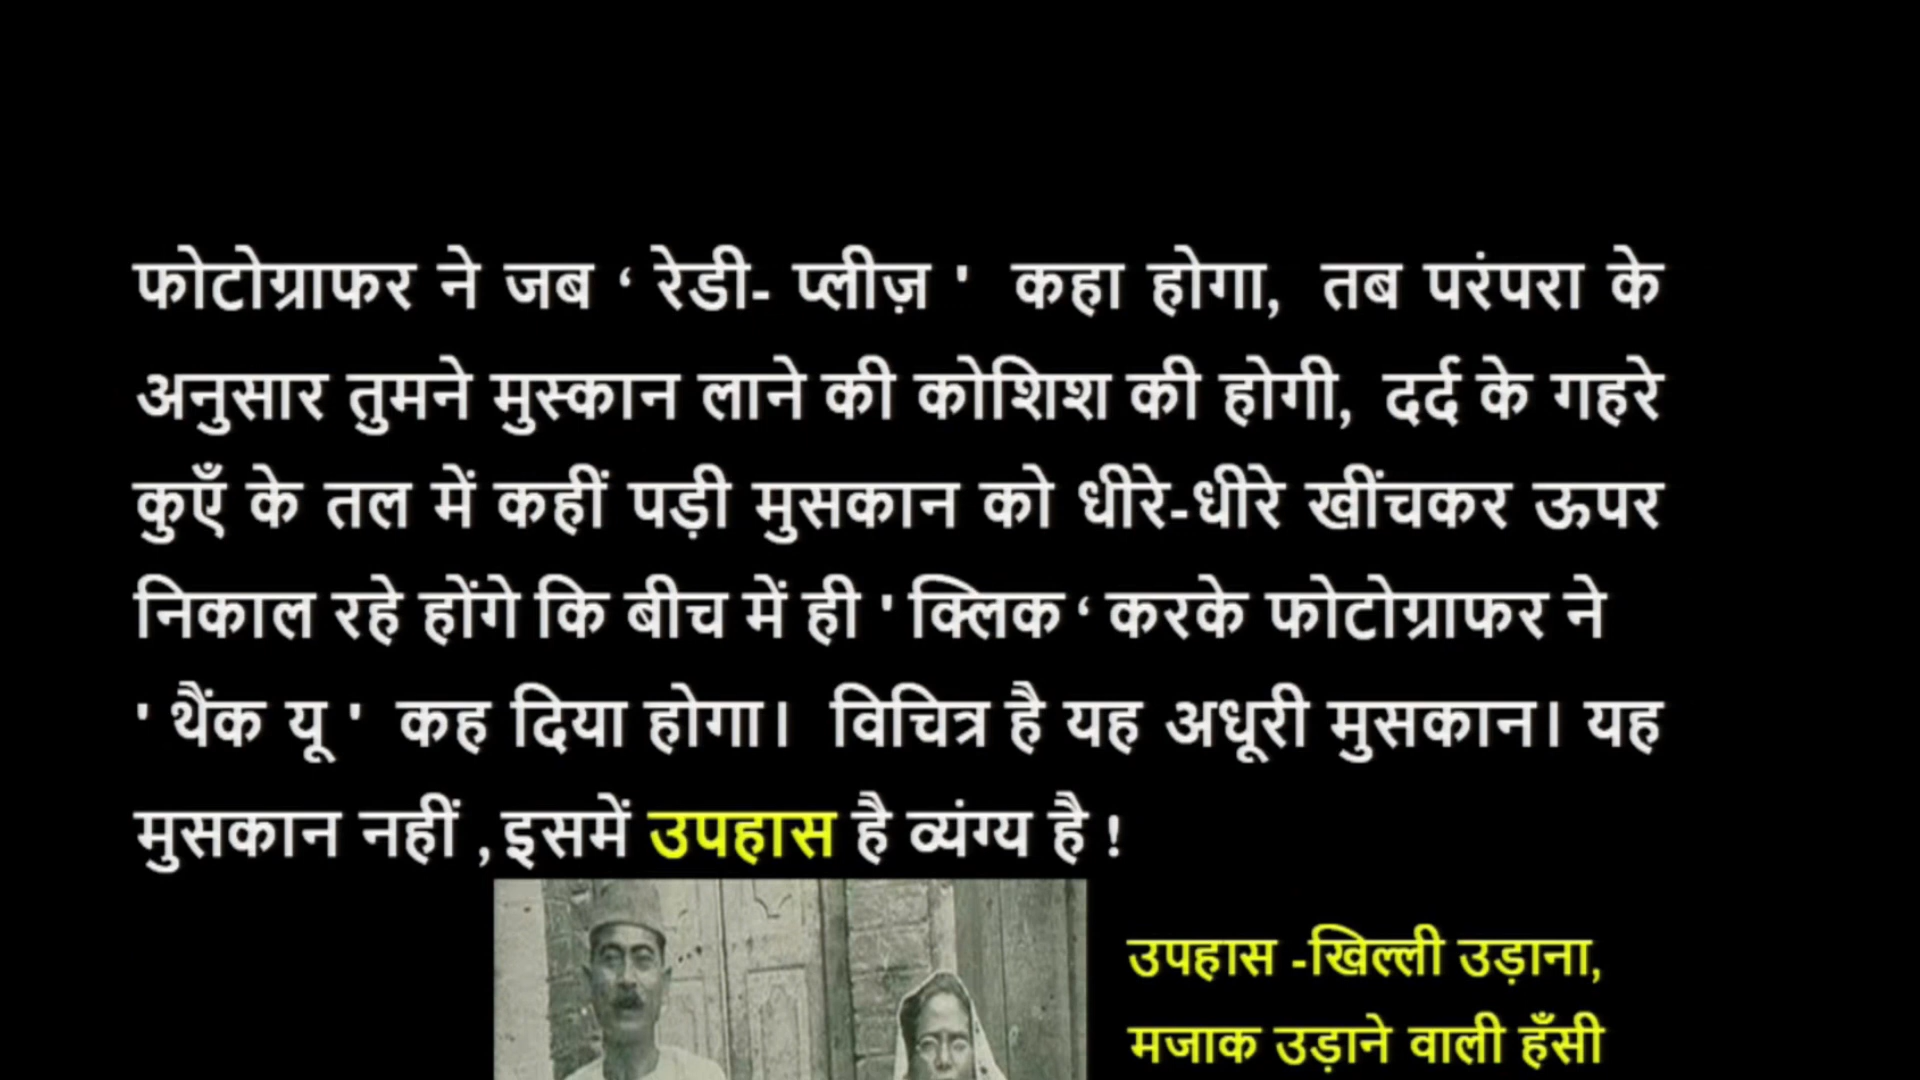 फोटोग्राफर ने जब ‘ रेडी- प्लीज़ ' कहा होगा, तब परंपरा के
अनुसार तुमने मुस्कान लाने की कोशिश की होगी, दर्द के गहरे
कुएँ के तल में कहीं पड़ी मुसकान को धीरे-धीरे खींचकर ऊपर
निकाल रहे होंगे कि बीच में ही ' क्लिक ‘ करके फोटोग्राफर ने
' थैंक यू ' कह दिया होगा। विचित्र है यह अधूरी मुसकान। यह
मुसकान नहीं , इसमें उपहास है व्यंग्य है !
उपहास -खिल्ली उड़ाना,
मजाक उड़ाने वाली हँसी